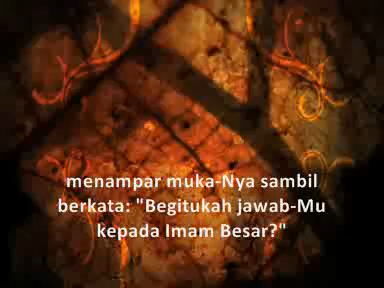 menampar muka-Nya sambil
berkata: "Begitukah jawab-Mu
kepada Imam Besar?"